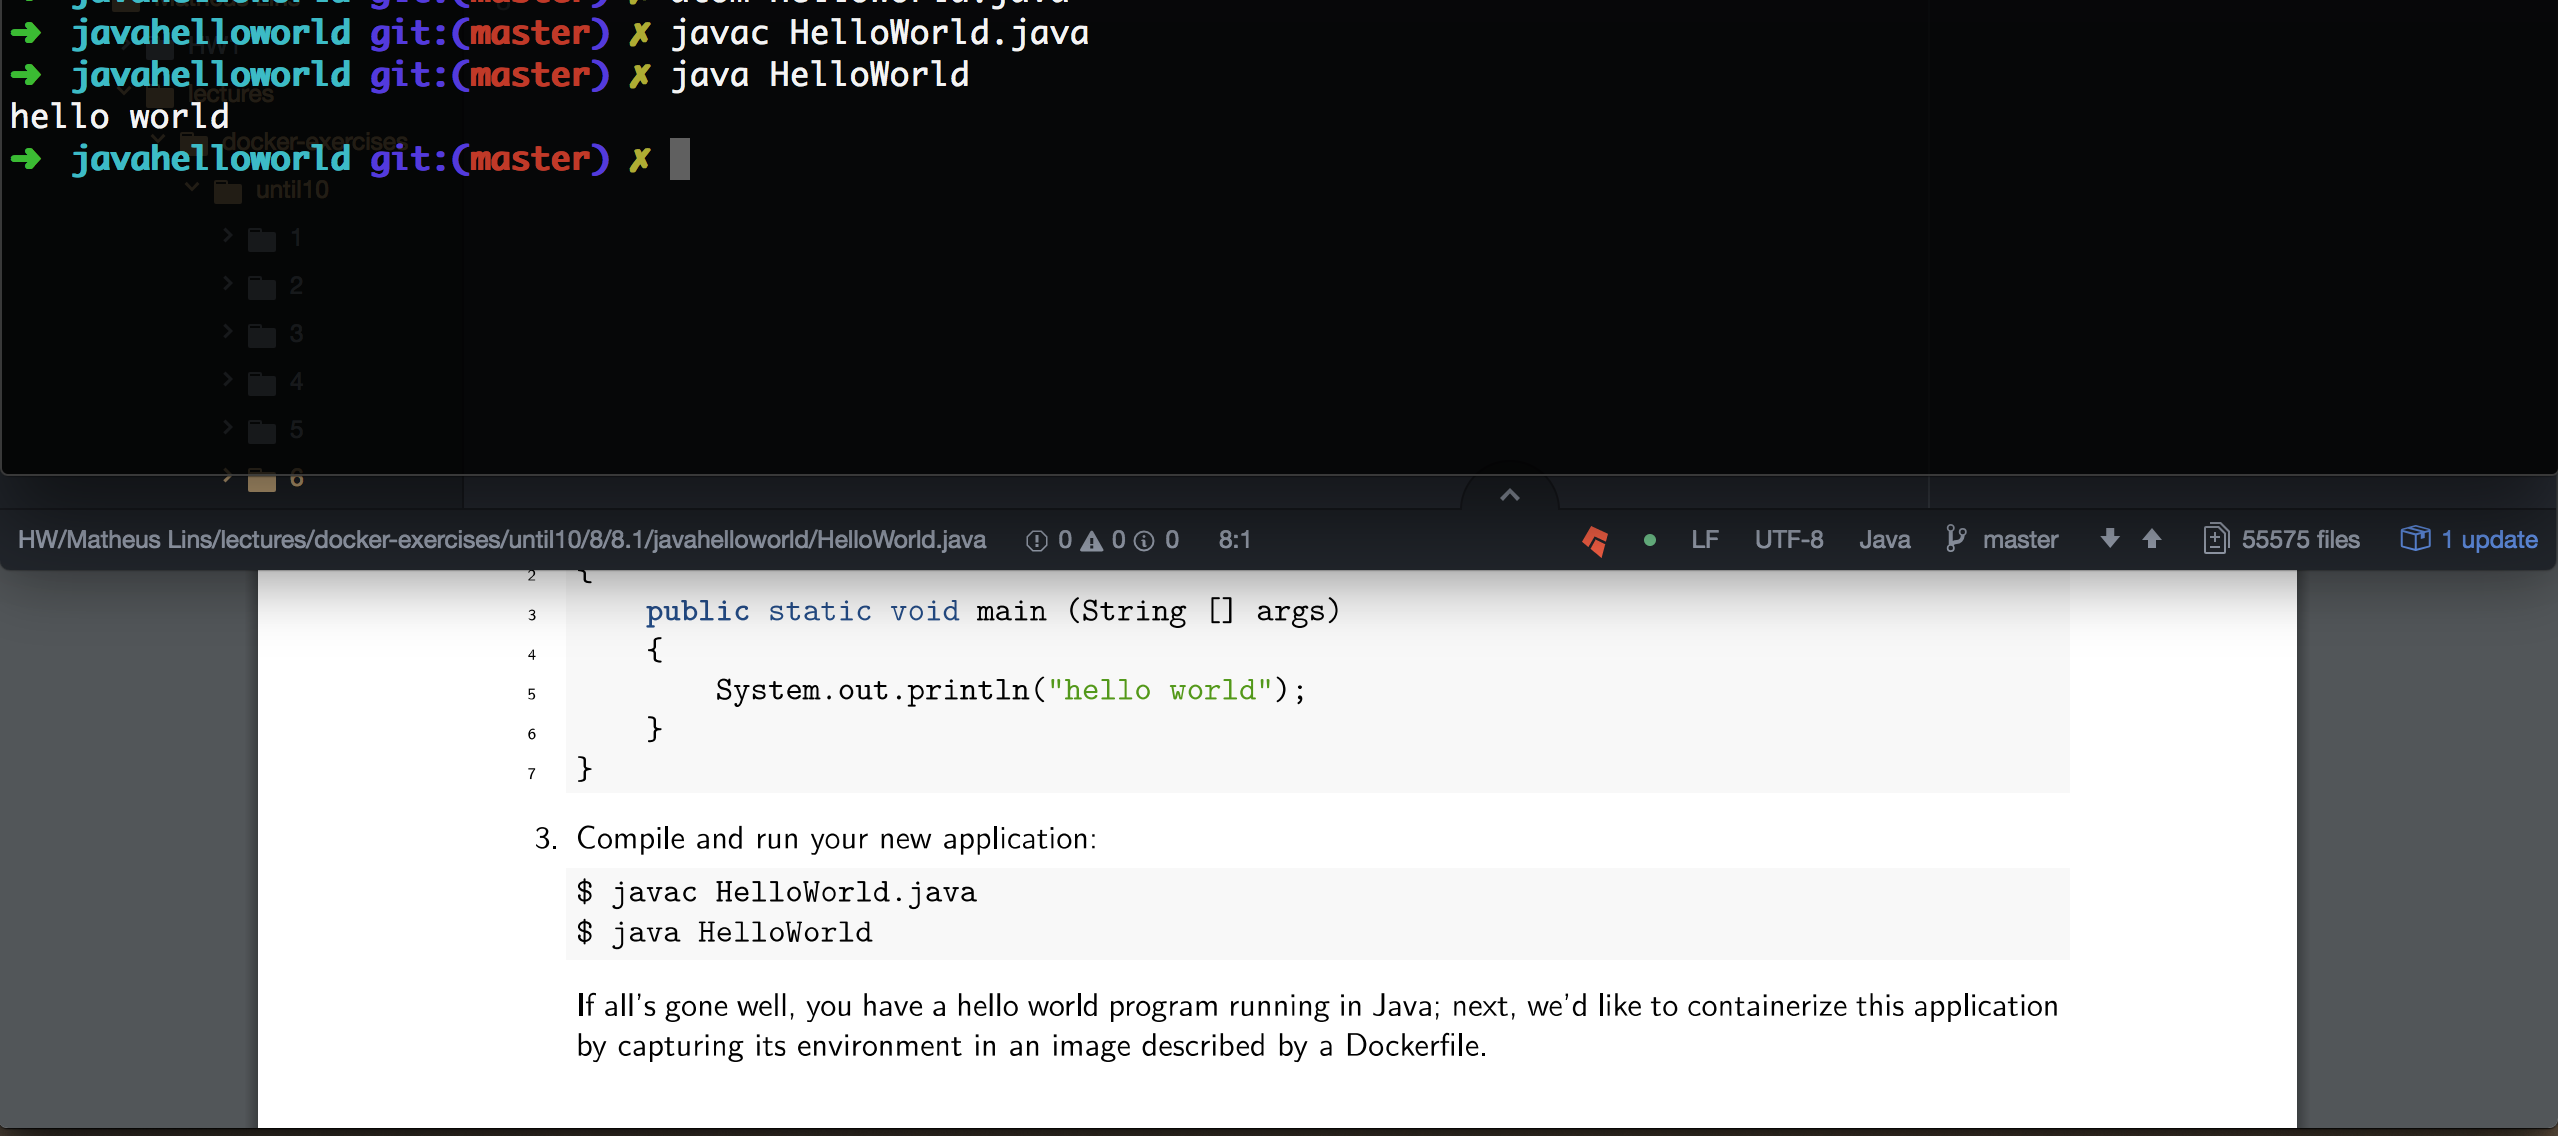 ➜ javahelloworld git:(master) ✗ atom HelloWorld.java
➜ javahelloworld git:(master) ✗ javac HelloWorld.java
➜ javahelloworld git:(master) ✗ java HelloWorld
lectures
hello world
docker-exercises
➜ javahelloworld git:(master) ✗
until10
1
2
3
4
5
6
HW/Matheus Lins/lectures/docker-exercises/until10/8/8.1/javahelloworld/HelloWorld.java 0 0 0 8:1 LF UTF-8 Java master 55575 files 1 update
2 {
3 public static void main (String [] args)
4 {
5 System.out.println("hello world");
6 }
7 }
3. Compile and run your new application:
$ javac HelloWorld.java
$ java HelloWorld
If all's gone well, you have a hello world program running in Java; next, we'd like to containerize this application
by capturing its environment in an image described by a Dockerfile.